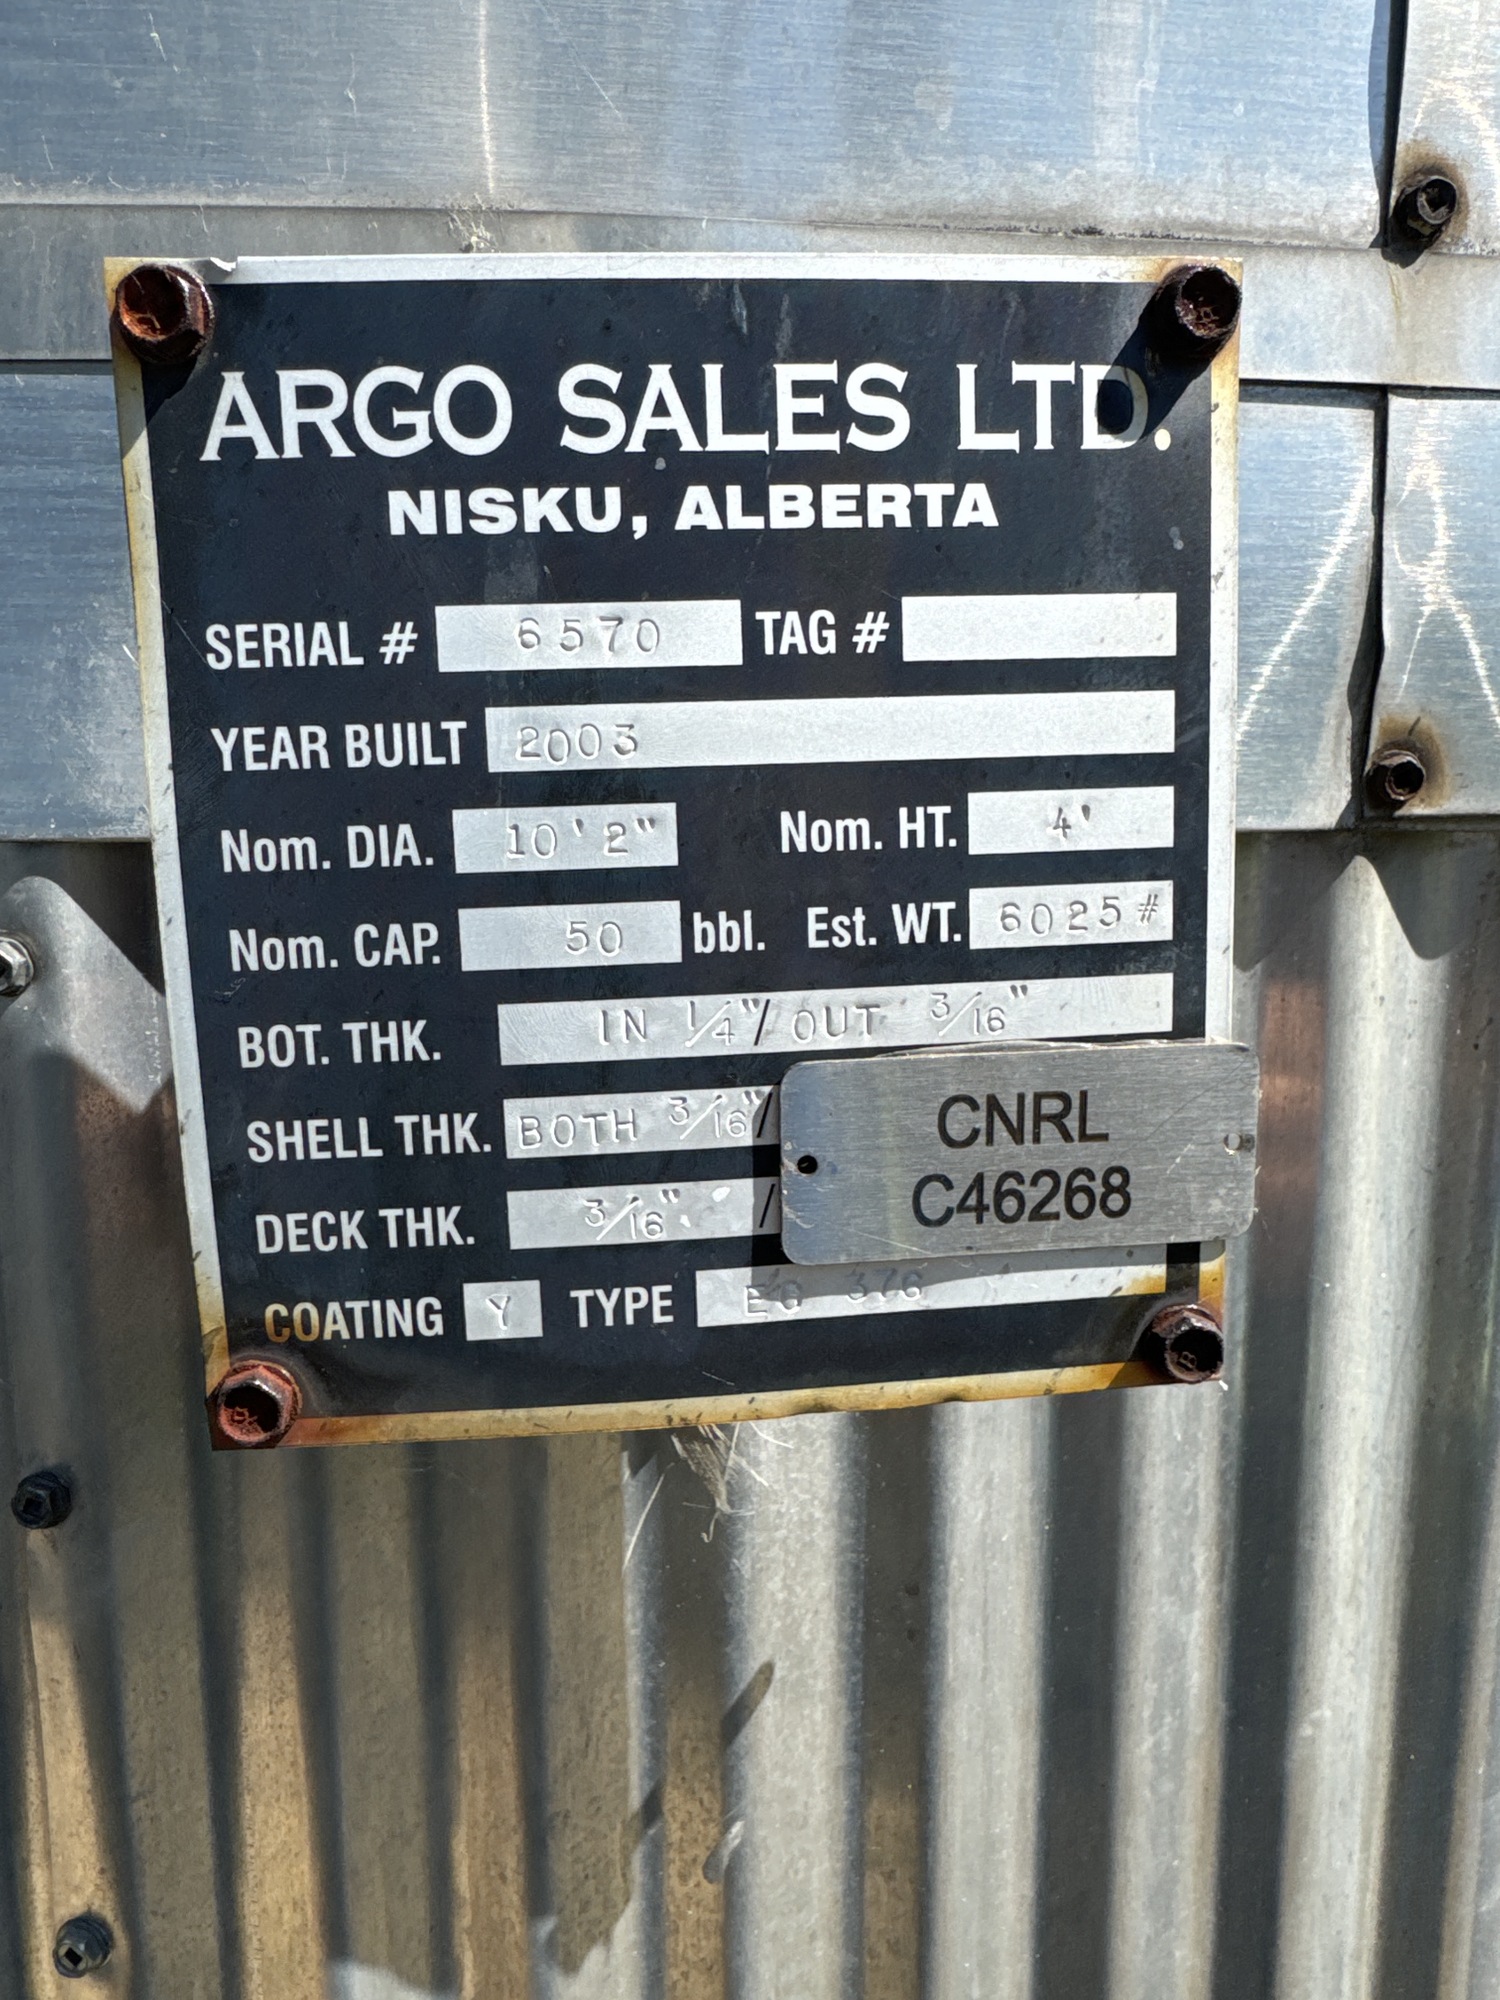 ARGO SALES LTD.
NISKU, ALBERTA
SERIAL # 6570 TAG #
YEAR BUILT 2003
Nom. DIA. 10'2" Nom. HT. 4'
Nom. CAP. 50 bbl. Est. WT. 6025#
BOT. THK. IN 1/4"/OUT 3/16"
SHELL THK. BOTH 3/16"/
DECK THK. 3/16" /
CNRL
C46268
COATING Y TYPE